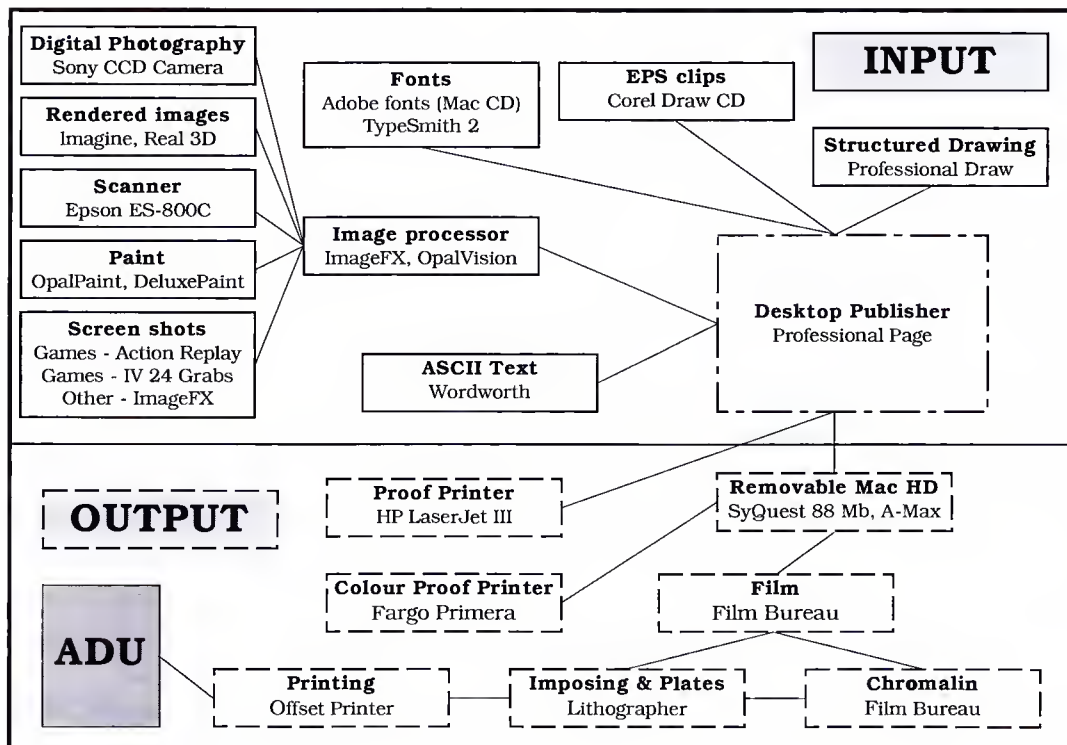 Digital Photography
Sony CCD Camera
Rendered images
Imagine, Real 3D
Scanner
Epson ES-800C
Paint
OpalPaint, DeluxePaint
Screen shots
Games - Action Replay
Games - IV 24 Grabs
Other - ImageFX
Fonts
Adobe fonts (Mac CD)
TypeSmith 2
EPS clips
Corel Draw CD
INPUT
Structured Drawing
Professional Draw
Image processor
ImageFX, OpalVision
ASCII Text
Wordworth
Desktop Publisher
Professional Page
OUTPUT
Proof Printer
HP LaserJet III
Removable Mac HD
SyQuest 88 Mb, A-Max
Colour Proof Printer
Fargo Primera
Film
Film Bureau
ADU
Printing
Offset Printer
Imposing & Plates
Lithographer
Chromalin
Film Bureau